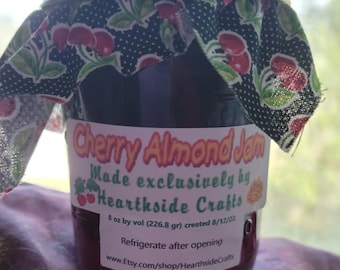 Cherry Almond Jam
Made exclusively by
Hearthside Crafts
8 oz by vol (226.8 gr) created 8/12/22
Refrigerate after opening
www.Etsy.com/shop/HearthsideCrafts